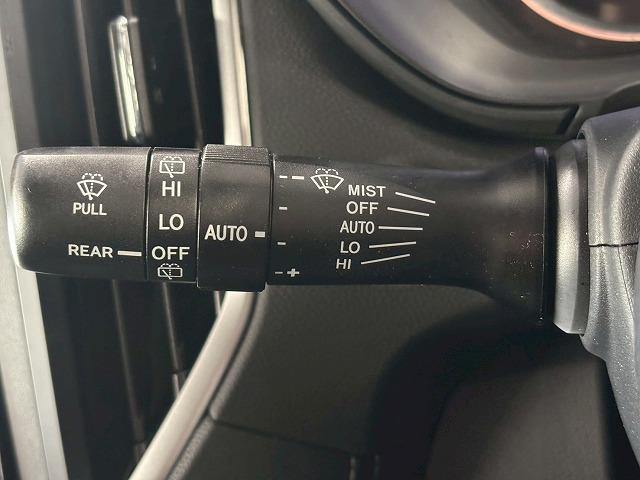 PULL
REAR
HI
LO
OFF
AUTO
- -
-
-
- +
MIST
OFF
AUTO
LO
HI